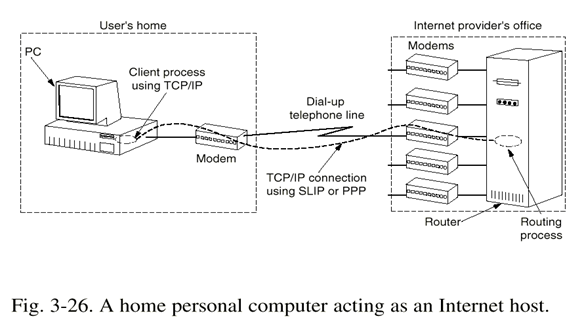 User's home
Internet provider's office
PC
Modems
Client process
using TCP/IP
Dial-up
telephone line
Modem
TCP/IP connection
using SLIP or PPP
Router
Routing
process
Fig. 3-26. A home personal computer acting as an Internet host.